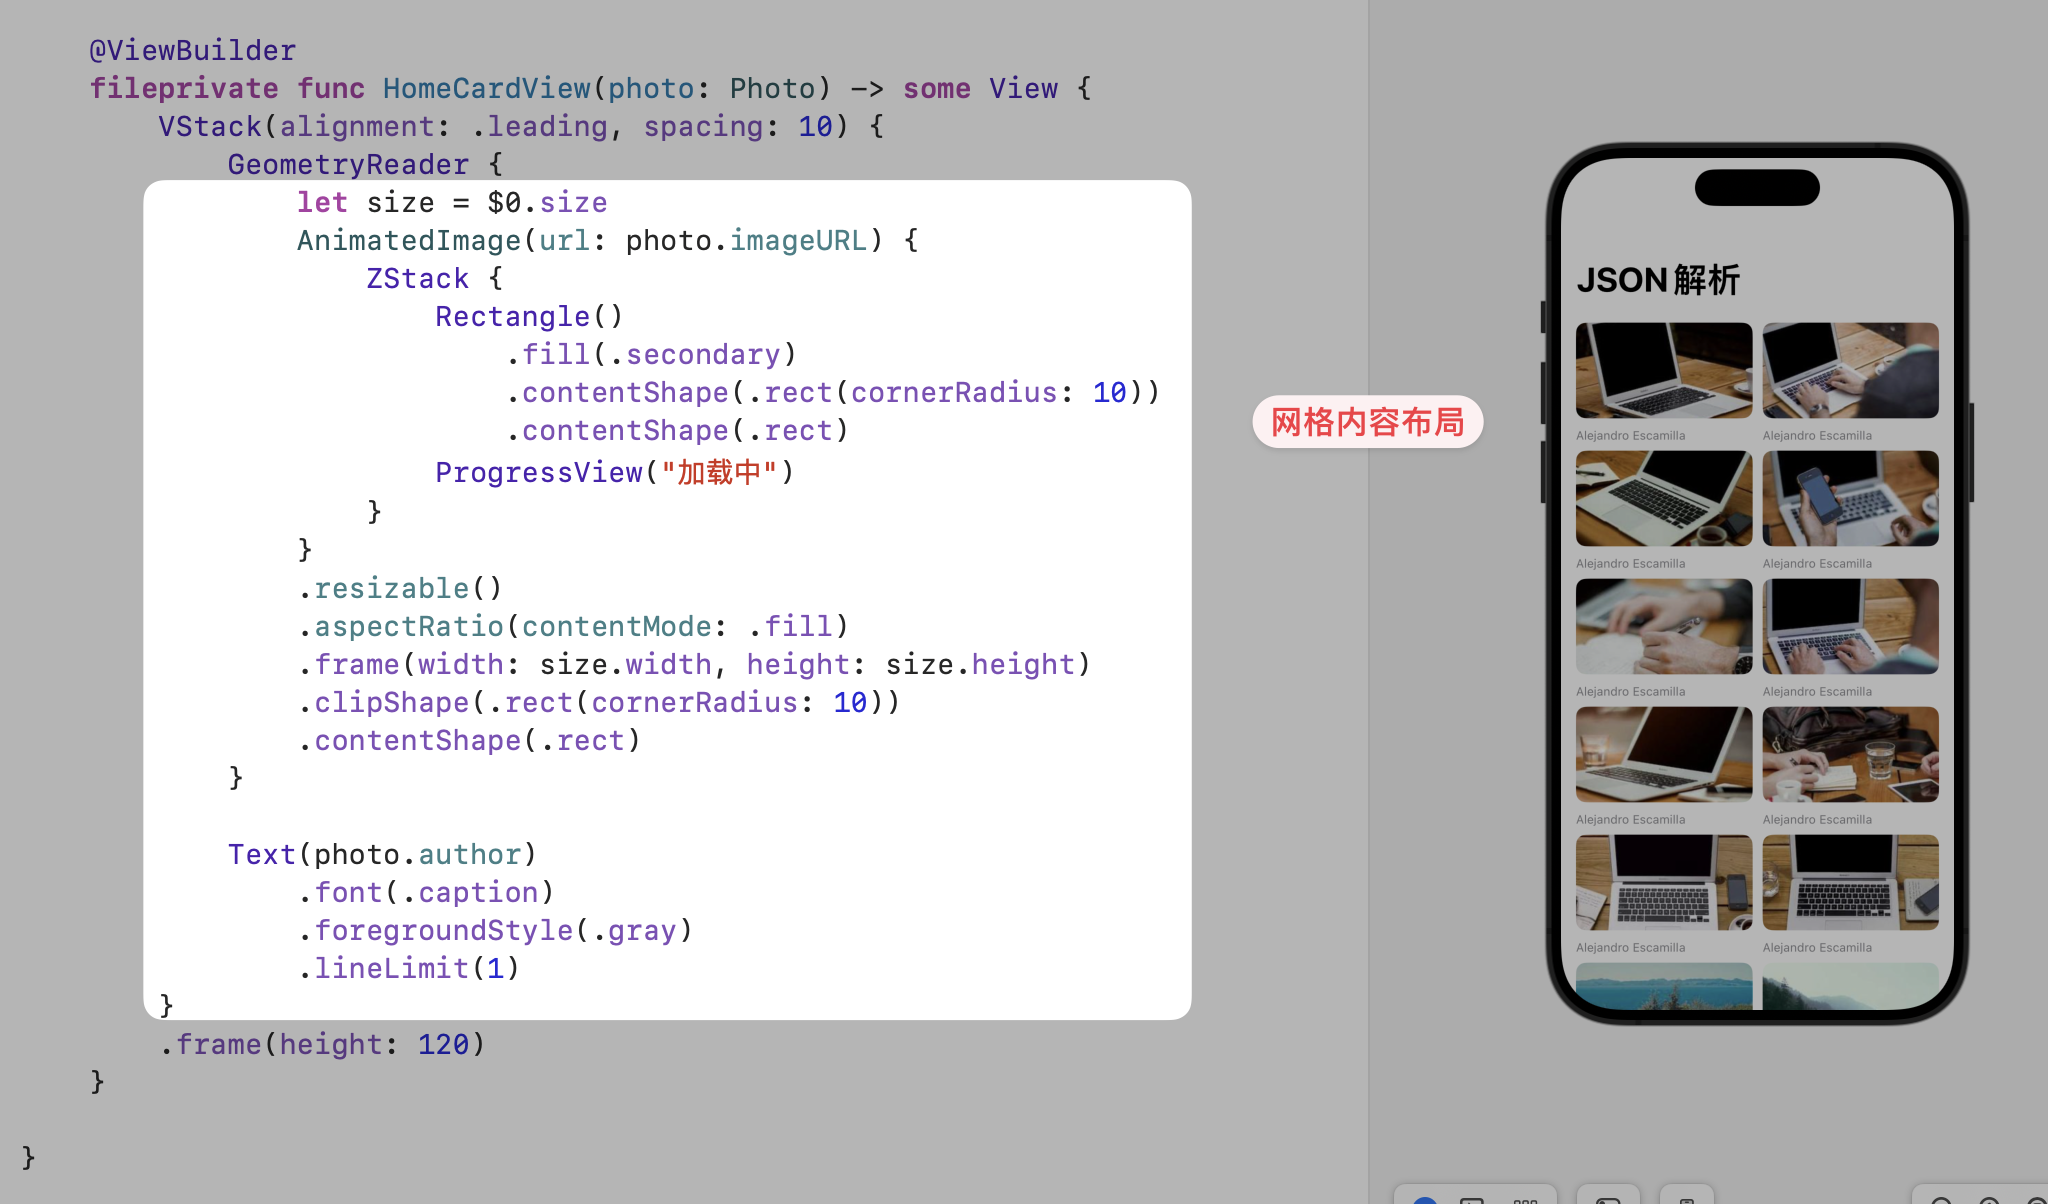 @ViewBuilder
fileprivate func HomeCardView(photo: Photo) -> some View {
VStack(alignment: .leading, spacing: 10) {
GeometryReader {
let size = $0.size
AnimatedImage(url: photo.imageURL) {
ZStack {
Rectangle()
.fill(.secondary)
.contentShape(.rect(cornerRadius: 10))
.contentShape(.rect)
ProgressView("加载中")
}
}
.resizable()
.aspectRatio(contentMode: .fill)
.frame(width: size.width, height: size.height)
.clipShape(.rect(cornerRadius: 10))
.contentShape(.rect)
}
Text(photo.author)
.font(.caption)
.foregroundStyle(.gray)
.lineLimit(1)
}
.frame(height: 120)
}
}
网格内容布局
JSON 解析
Alejandro Escamilla
Alejandro Escamilla
Alejandro Escamilla
Alejandro Escamilla
Alejandro Escamilla
Alejandro Escamilla
Alejandro Escamilla
Alejandro Escamilla
Alejandro Escamilla
Alejandro Escamilla